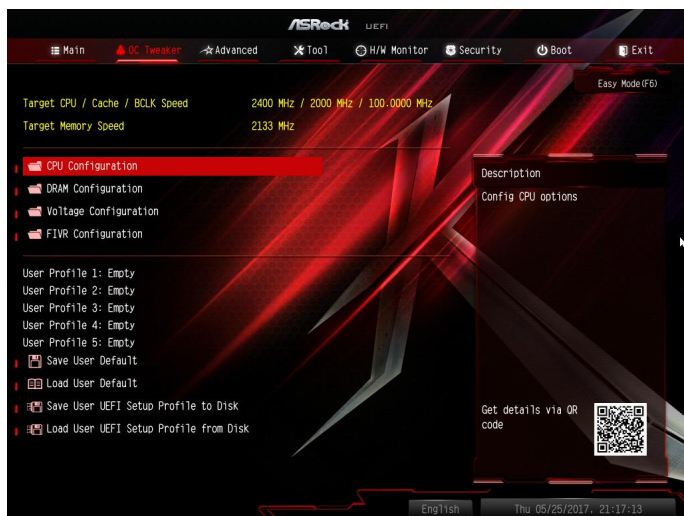 ASRock UEFI
Main OC Tweaker Advanced Tool H/W Monitor Security Boot Exit
Easy Mode(F6)
Target CPU / Cache / BCLK Speed 2400 MHz / 2000 MHz / 100.0000 MHz
Target Memory Speed 2133 MHz
CPU Configuration
DRAM Configuration
Voltage Configuration
FIVR Configuration
User Profile 1: Empty
User Profile 2: Empty
User Profile 3: Empty
User Profile 4: Empty
User Profile 5: Empty
Save User Default
Load User Default
Save User UEFI Setup Profile to Disk
Load User UEFI Setup Profile from Disk
Description
Config CPU options
Get details via QR
code
English Thu 05/25/2017. 21:17:13